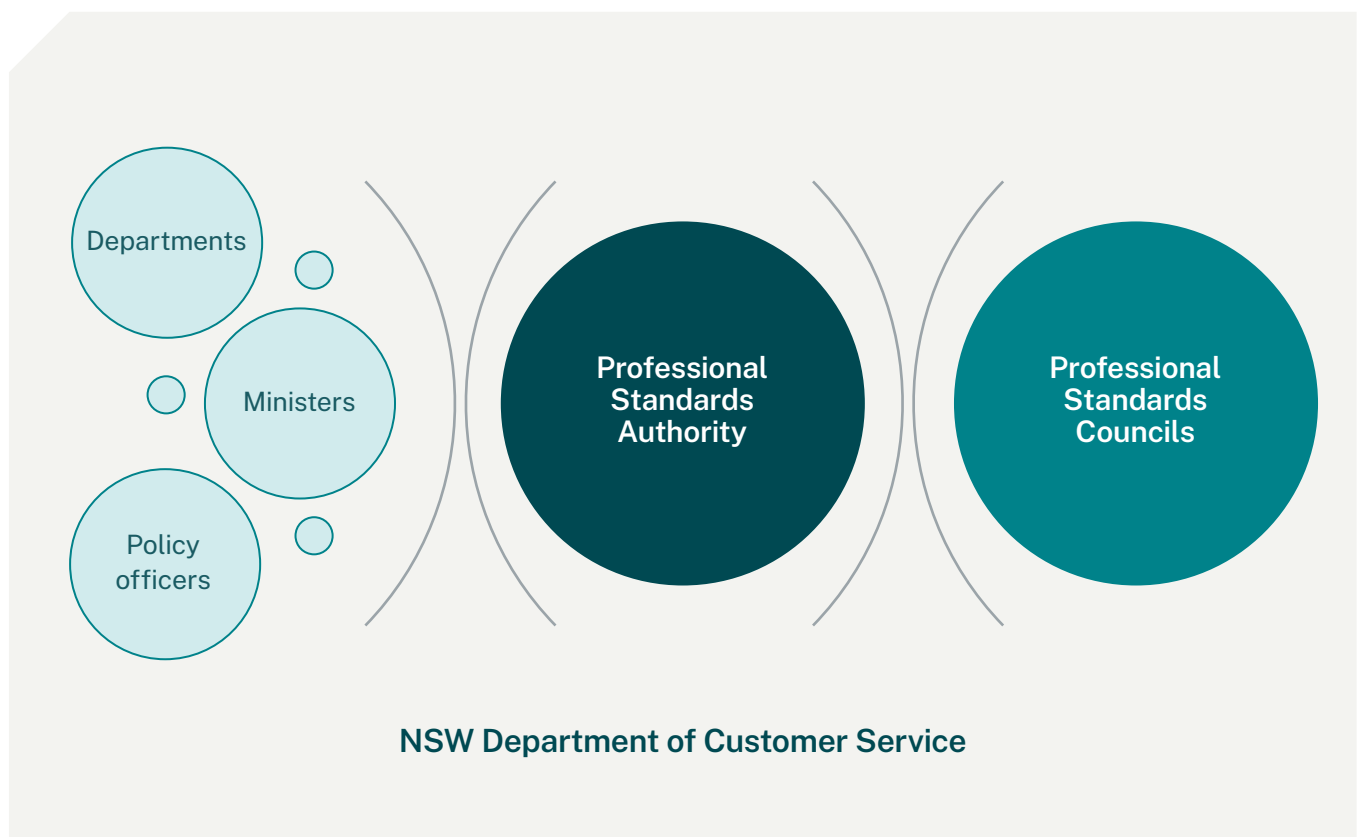 Departments
Ministers
Policy
officers
Professional
Standards
Authority
Professional
Standards
Councils
NSW Department of Customer Service